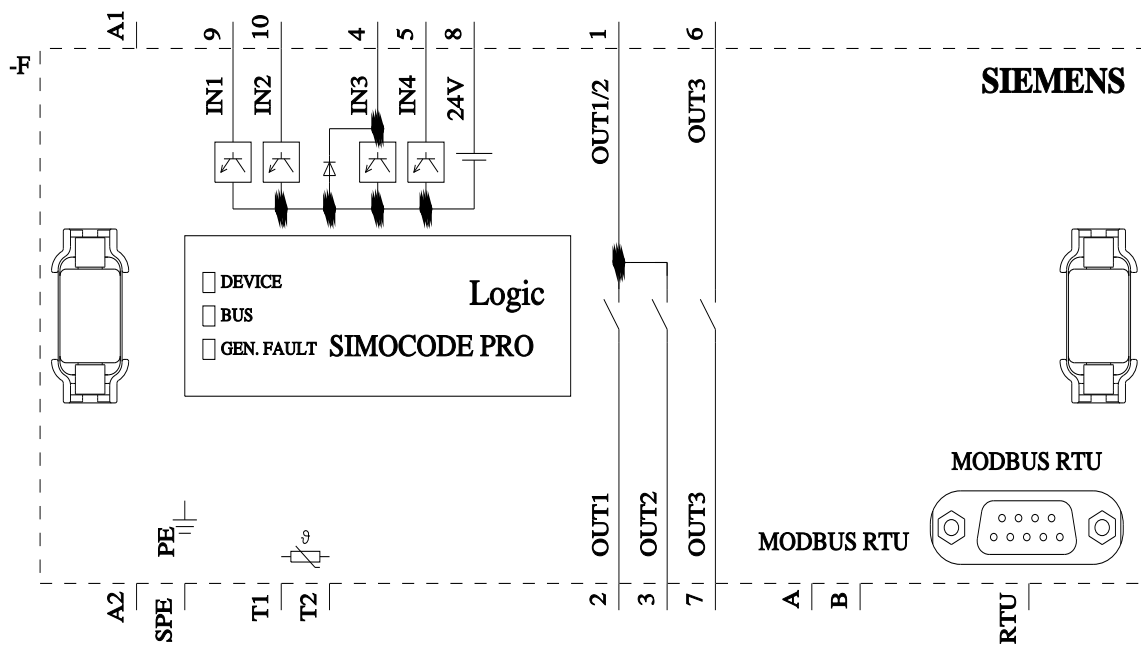 A1
9
10
4
5
8
1
6
-F
IN1
IN2
IN3
IN4
24V
OUT1/2
OUT3
SIEMENS
DEVICE
BUS
GEN. FAULT
Logic
SIMOCODE PRO
MODBUS RTU
PE
ϑ
OUT1
OUT2
OUT3
MODBUS RTU
A2
SPE
T1
T2
2
3
7
A
B
RTU